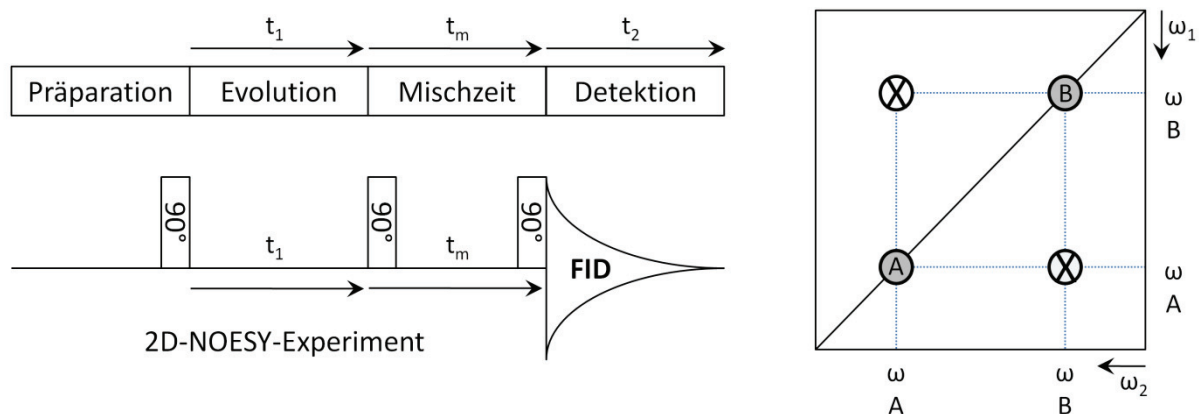 t₁ tₘ t₂
Präparation Evolution Mischzeit Detektion
90° 90° 90°
t₁ tₘ
FID
2D-NOESY-Experiment
ω₁
X B ω
B
A X ω
A
ω ω ω₂
A B